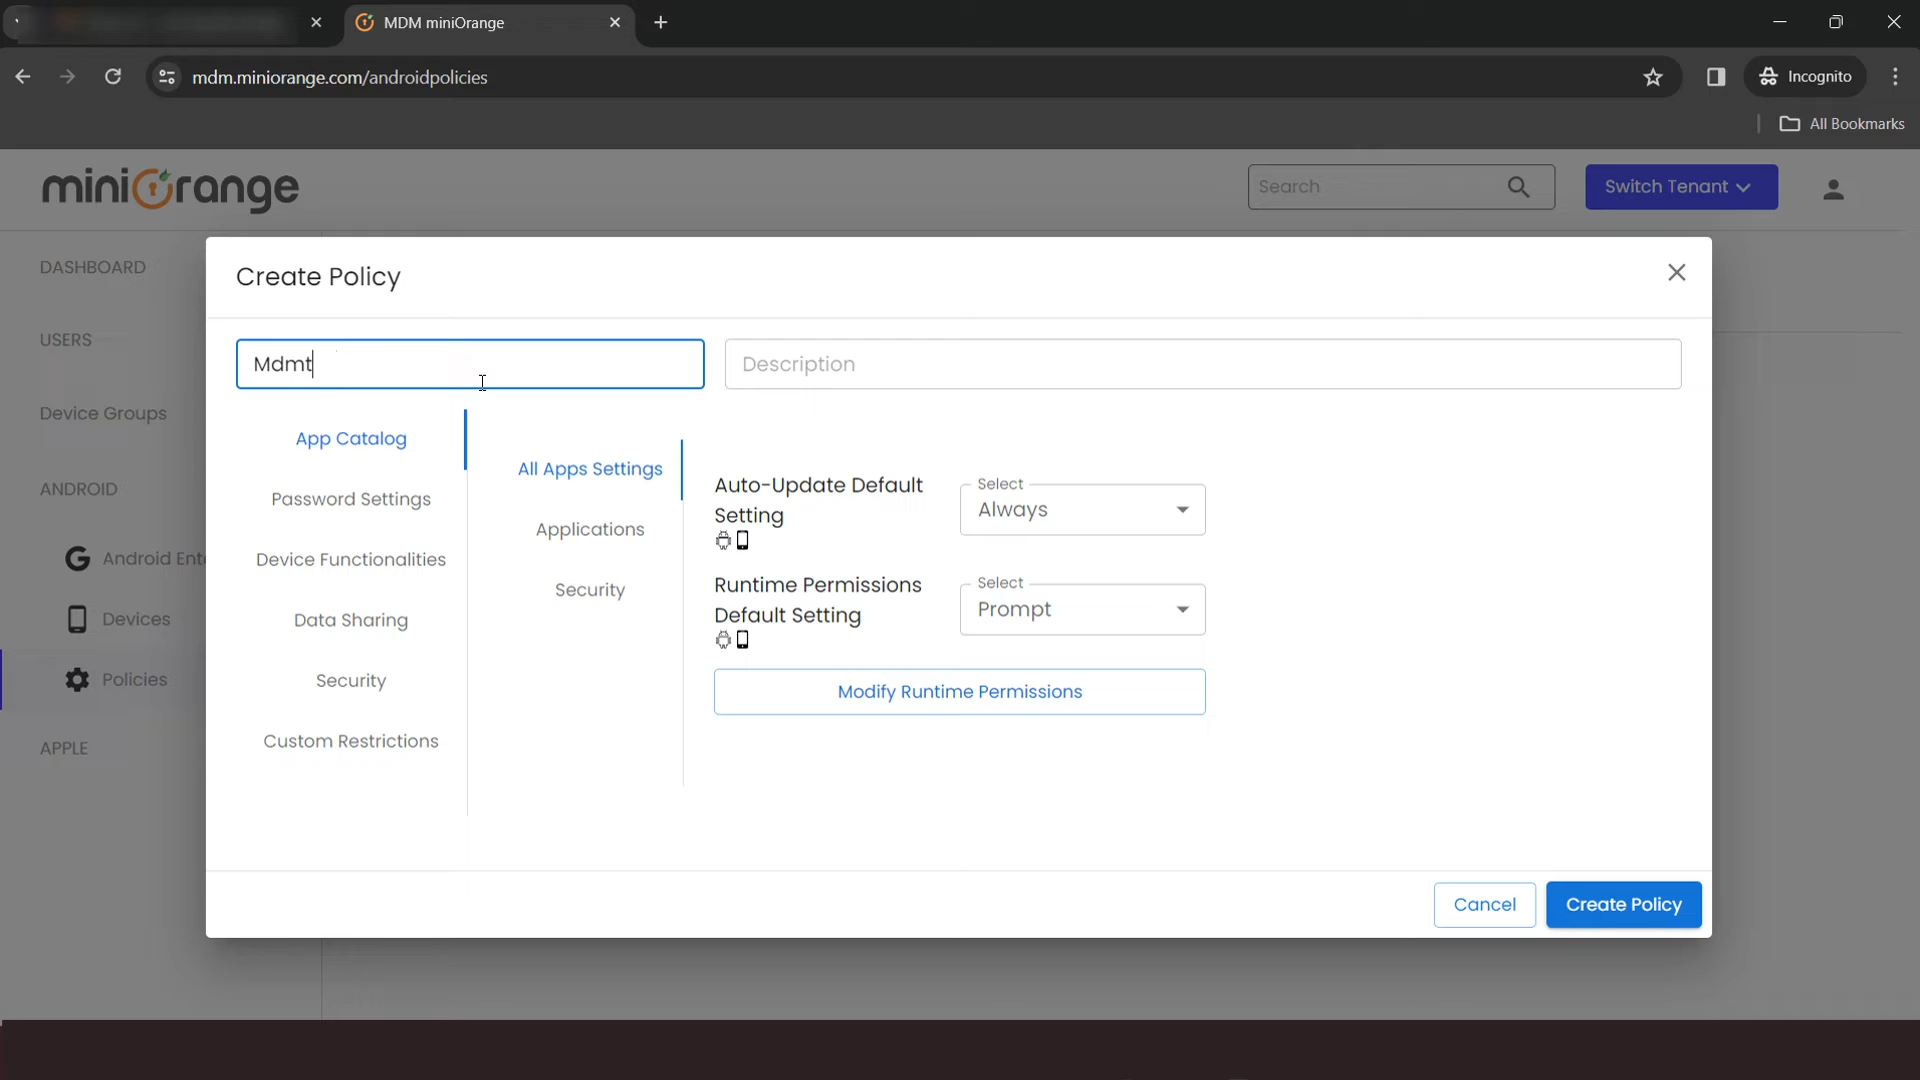 MDM miniOrange
mdm.miniorange.com/androidpolicies
Incognito
All Bookmarks
miniOrange
Search
Switch Tenant
DASHBOARD
USERS
Device Groups
ANDROID
Android Ente
Devices
Policies
APPLE
Create Policy
Mdmt
Description
App Catalog
Password Settings
Device Functionalities
Data Sharing
Security
Custom Restrictions
All Apps Settings
Applications
Security
Auto-Update Default
Setting
Select
Always
Runtime Permissions
Default Setting
Select
Prompt
Modify Runtime Permissions
Cancel
Create Policy